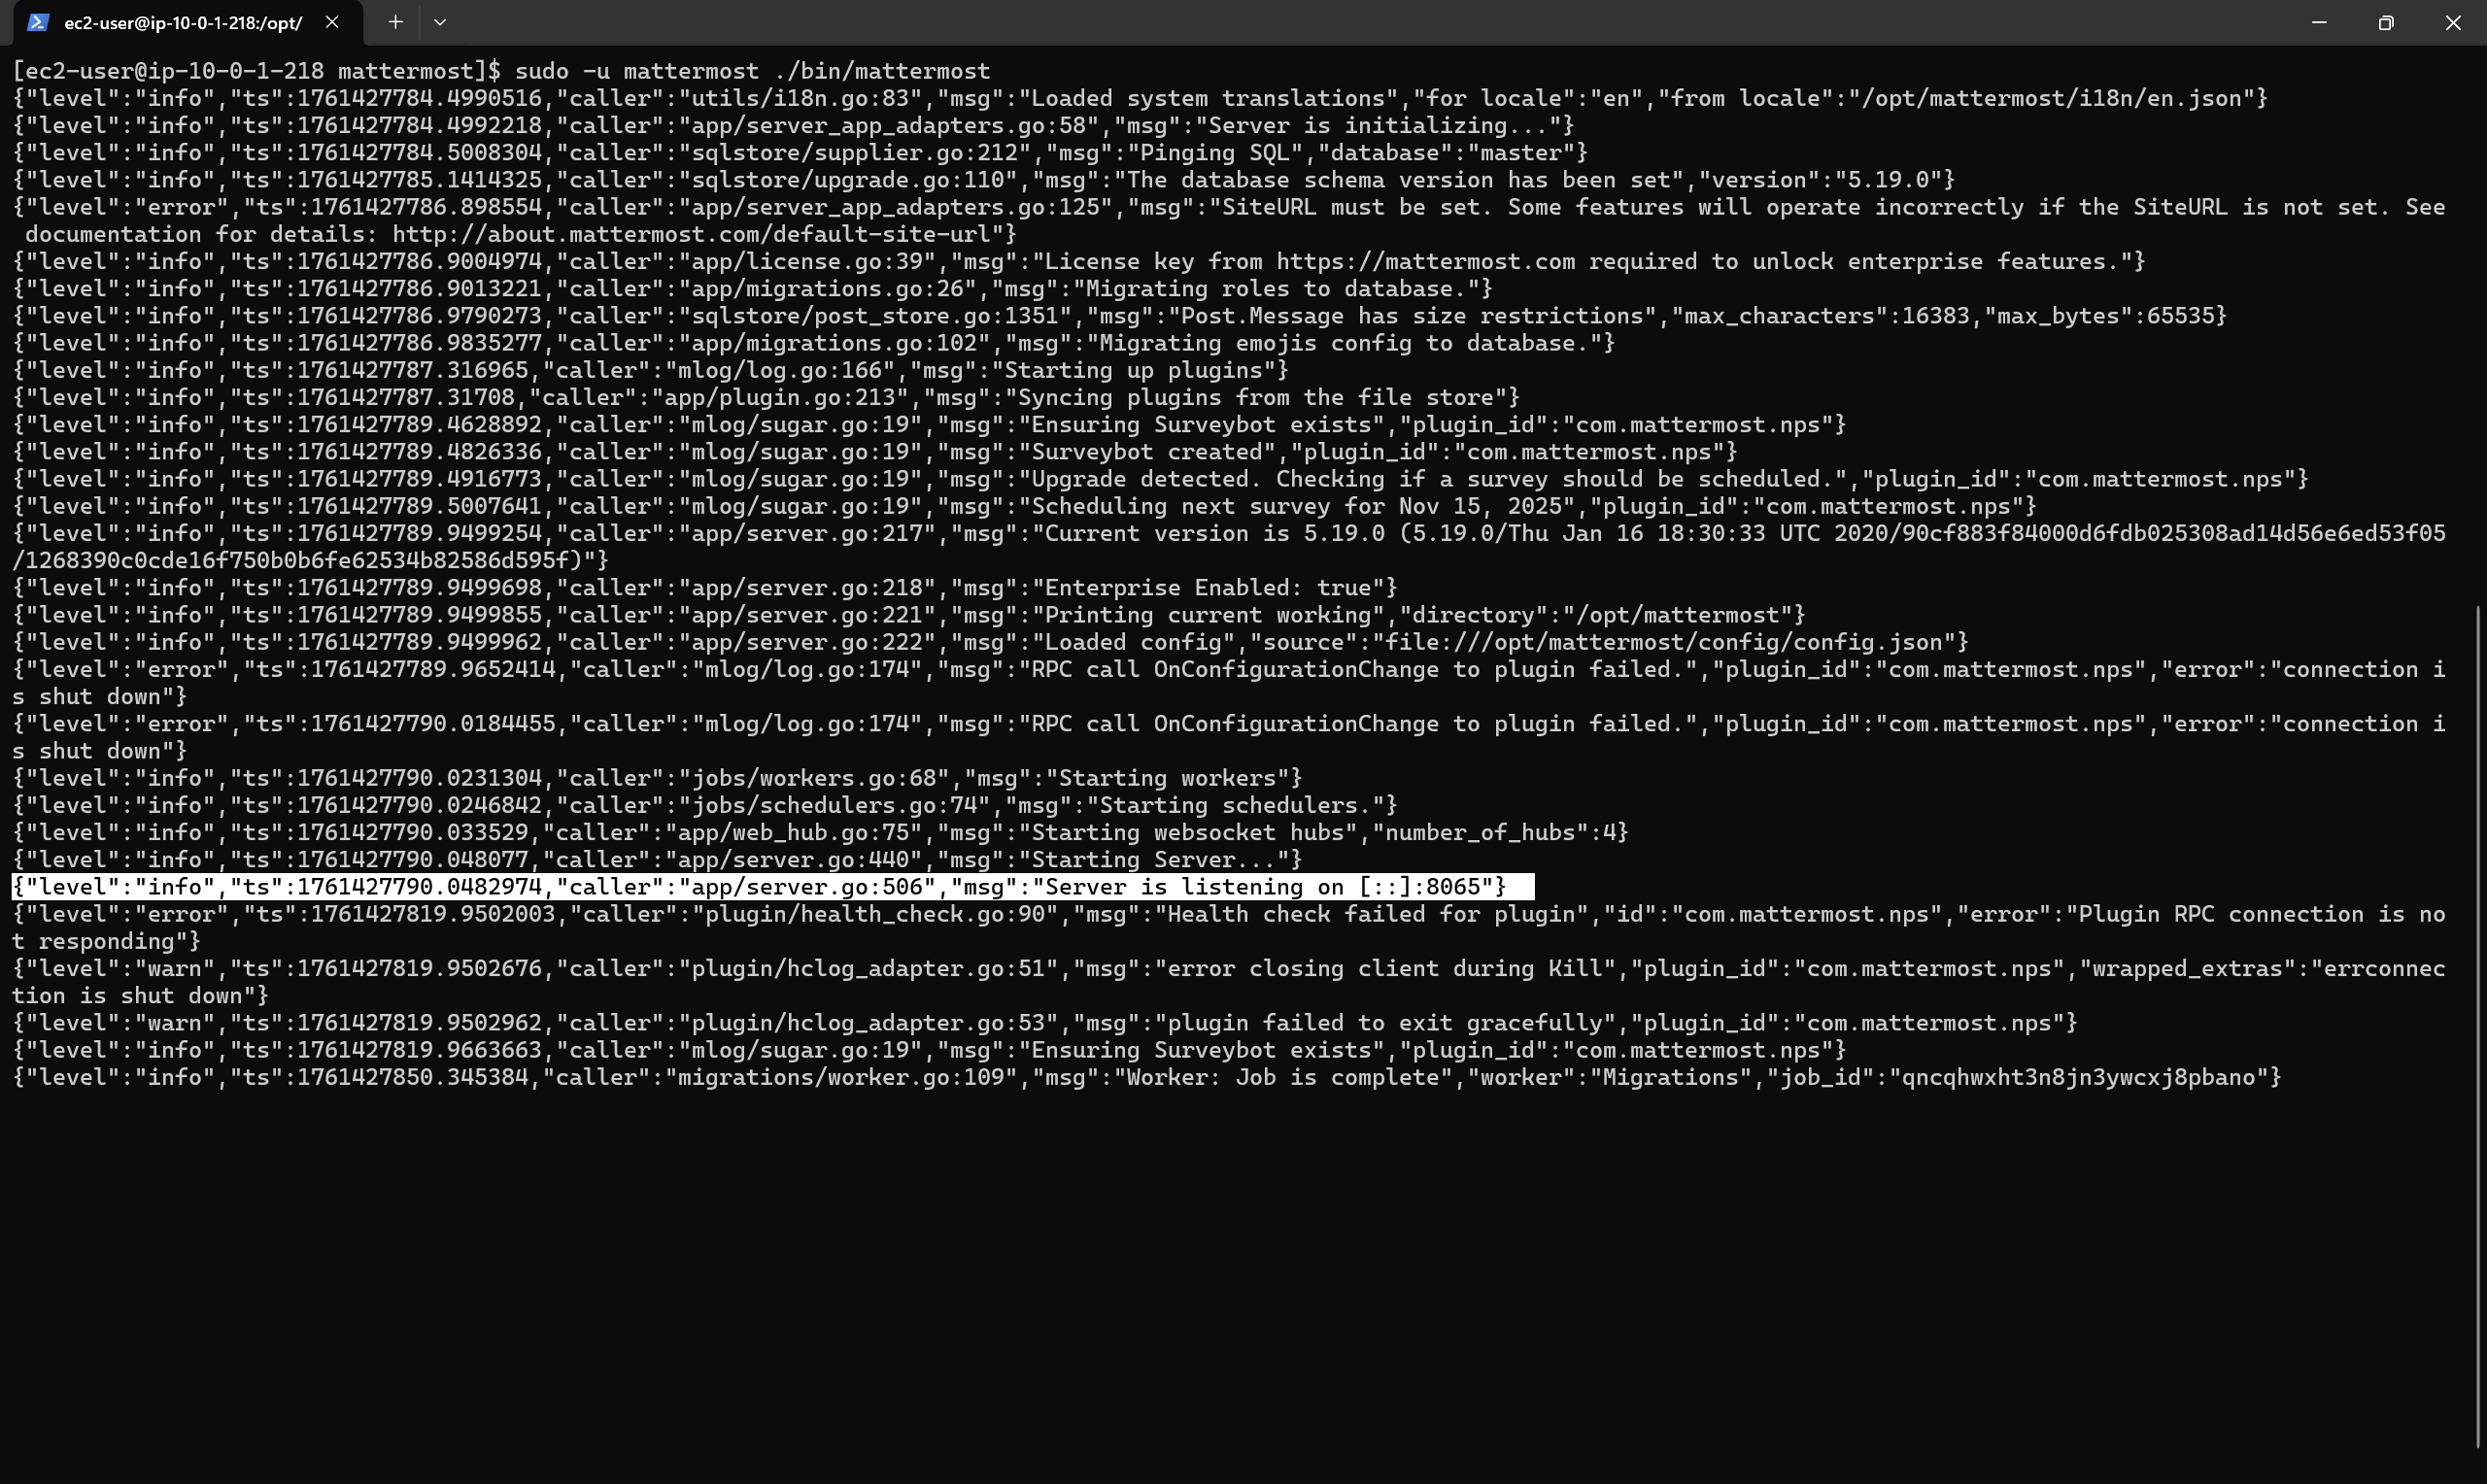 ec2-user@ip-10-0-1-218:/opt/
[ec2-user@ip-10-0-1-218 mattermost]$ sudo -u mattermost ./bin/mattermost
{"level":"info","ts":1761427784.4990516,"caller":"utils/i18n.go:83","msg":"Loaded system translations","for locale":"en","from locale":"/opt/mattermost/i18n/en.json"}
{"level":"info","ts":1761427784.4992218,"caller":"app/server_app_adapters.go:58","msg":"Server is initializing..."}
{"level":"info","ts":1761427784.5008304,"caller":"sqlstore/supplier.go:212","msg":"Pinging SQL","database":"master"}
{"level":"info","ts":1761427785.1414325,"caller":"sqlstore/upgrade.go:110","msg":"The database schema version has been set","version":"5.19.0"}
{"level":"error","ts":1761427786.898554,"caller":"app/server_app_adapters.go:125","msg":"SiteURL must be set. Some features will operate incorrectly if the SiteURL is not set. See
 documentation for details: http://about.mattermost.com/default-site-url"}
{"level":"info","ts":1761427786.9004974,"caller":"app/license.go:39","msg":"License key from https://mattermost.com required to unlock enterprise features."}
{"level":"info","ts":1761427786.9013221,"caller":"app/migrations.go:26","msg":"Migrating roles to database."}
{"level":"info","ts":1761427786.9790273,"caller":"sqlstore/post_store.go:1351","msg":"Post.Message has size restrictions","max_characters":16383,"max_bytes":65535}
{"level":"info","ts":1761427786.9835277,"caller":"app/migrations.go:102","msg":"Migrating emojis config to database."}
{"level":"info","ts":1761427787.316965,"caller":"mlog/log.go:166","msg":"Starting up plugins"}
{"level":"info","ts":1761427787.31708,"caller":"app/plugin.go:213","msg":"Syncing plugins from the file store"}
{"level":"info","ts":1761427789.4628892,"caller":"mlog/sugar.go:19","msg":"Ensuring Surveybot exists","plugin_id":"com.mattermost.nps"}
{"level":"info","ts":1761427789.4826336,"caller":"mlog/sugar.go:19","msg":"Surveybot created","plugin_id":"com.mattermost.nps"}
{"level":"info","ts":1761427789.4916773,"caller":"mlog/sugar.go:19","msg":"Upgrade detected. Checking if a survey should be scheduled.","plugin_id":"com.mattermost.nps"}
{"level":"info","ts":1761427789.5007641,"caller":"mlog/sugar.go:19","msg":"Scheduling next survey for Nov 15, 2025","plugin_id":"com.mattermost.nps"}
{"level":"info","ts":1761427789.9499254,"caller":"app/server.go:217","msg":"Current version is 5.19.0 (5.19.0/Thu Jan 16 18:30:33 UTC 2020/90cf883f84000d6fdb025308ad14d56e6ed53f05
/1268390c0cde16f750b0b6fe62534b82586d595f)"}
{"level":"info","ts":1761427789.9499698,"caller":"app/server.go:218","msg":"Enterprise Enabled: true"}
{"level":"info","ts":1761427789.9499855,"caller":"app/server.go:221","msg":"Printing current working","directory":"/opt/mattermost"}
{"level":"info","ts":1761427789.9499962,"caller":"app/server.go:222","msg":"Loaded config","source":"file:///opt/mattermost/config/config.json"}
{"level":"error","ts":1761427789.9652414,"caller":"mlog/log.go:174","msg":"RPC call OnConfigurationChange to plugin failed.","plugin_id":"com.mattermost.nps","error":"connection i
s shut down"}
{"level":"error","ts":1761427790.0184455,"caller":"mlog/log.go:174","msg":"RPC call OnConfigurationChange to plugin failed.","plugin_id":"com.mattermost.nps","error":"connection i
s shut down"}
{"level":"info","ts":1761427790.0231304,"caller":"jobs/workers.go:68","msg":"Starting workers"}
{"level":"info","ts":1761427790.0246842,"caller":"jobs/schedulers.go:74","msg":"Starting schedulers."}
{"level":"info","ts":1761427790.033529,"caller":"app/web_hub.go:75","msg":"Starting websocket hubs","number_of_hubs":4}
{"level":"info","ts":1761427790.048077,"caller":"app/server.go:440","msg":"Starting Server..."}
{"level":"info","ts":1761427790.0482974,"caller":"app/server.go:506","msg":"Server is listening on [::]:8065"}
{"level":"error","ts":1761427819.9502003,"caller":"plugin/health_check.go:90","msg":"Health check failed for plugin","id":"com.mattermost.nps","error":"Plugin RPC connection is no
t responding"}
{"level":"warn","ts":1761427819.9502676,"caller":"plugin/hclog_adapter.go:51","msg":"error closing client during Kill","plugin_id":"com.mattermost.nps","wrapped_extras":"errconnec
tion is shut down"}
{"level":"warn","ts":1761427819.9502962,"caller":"plugin/hclog_adapter.go:53","msg":"plugin failed to exit gracefully","plugin_id":"com.mattermost.nps"}
{"level":"info","ts":1761427819.9663663,"caller":"mlog/sugar.go:19","msg":"Ensuring Surveybot exists","plugin_id":"com.mattermost.nps"}
{"level":"info","ts":1761427850.345384,"caller":"migrations/worker.go:109","msg":"Worker: Job is complete","worker":"Migrations","job_id":"qncqhwxht3n8jn3ywcxj8pbano"}